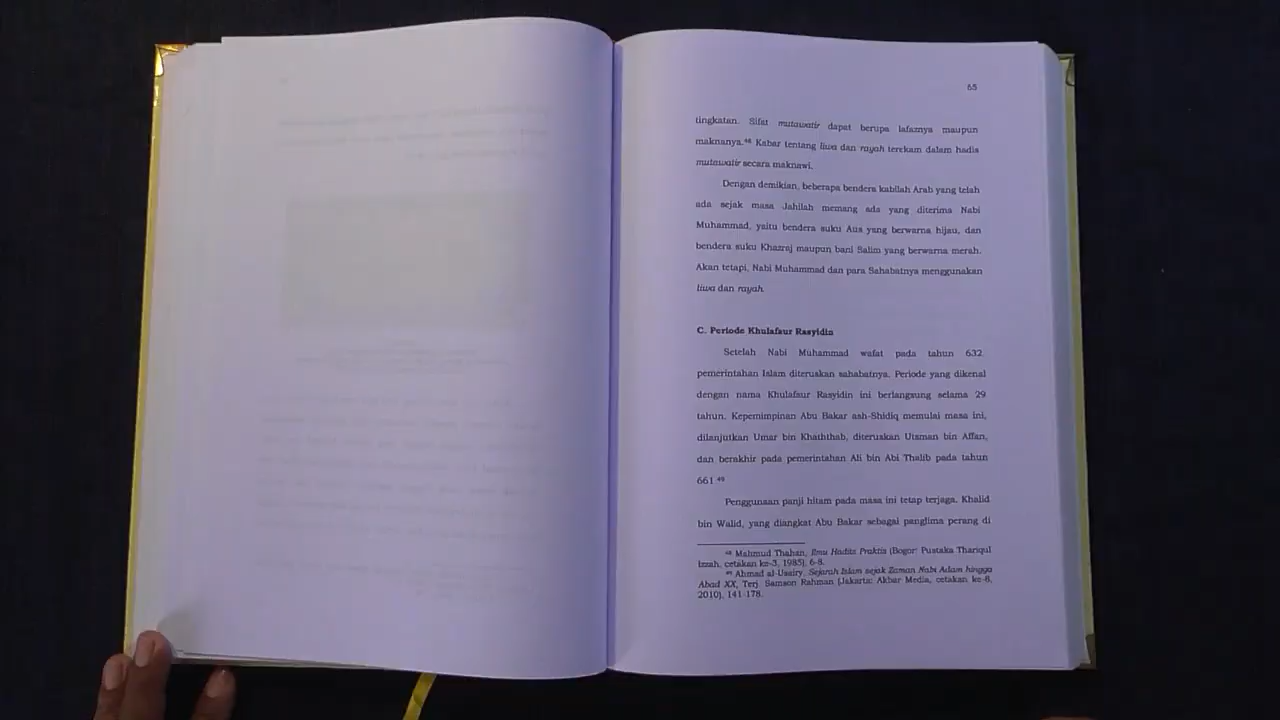 65
tingkatan. Sifat mutawatir dapat berupa lafaznya maupun
maknanya.⁴⁸ Kabar tentang liwa dan rayah terekam dalam hadis
mutawatir secara maknawi.
Dengan demikian, beberapa bendera kabilah Arab yang telah
ada sejak masa Jahilah memang ada yang diterima Nabi
Muhammad, yaitu bendera suku Aus yang berwarna hijau, dan
bendera suku Khazraj maupun bani Salim yang berwarna merah.
Akan tetapi, Nabi Muhammad dan para Sahabatnya menggunakan
liwa dan rayah.
C. Periode Khulafaur Rasyidin
Setelah Nabi Muhammad wafat pada tahun 632
pemerintahan Islam diteruskan sahabatnya. Periode yang dikenal
dengan nama Khulafaur Rasyidin ini berlangsung selama 29
tahun. Kepemimpinan Abu Bakar ash-Shidiq memulai masa ini,
dilanjutkan Umar bin Khaththab, diteruskan Utsman bin Affan,
dan berakhir pada pemerintahan Ali bin Abi Thalib pada tahun
661.⁴⁹
Penggunaan panji hitam pada masa ini tetap terjaga. Khalid
bin Walid, yang diangkat Abu Bakar sebagai panglima perang di
⁴⁸ Mahmud Thahan, Ilmu Hadits Praktis (Bogor: Pustaka Thariqul
Izzah, cetakan ke-3, 1985), 6-8.
⁴⁹ Ahmad al-Usairy, Sejarah Islam sejak Zaman Nabi Adam hingga
Abad XX, Terj. Samson Rahman (Jakarta: Akbar Media, cetakan ke-8,
2010), 141-178.